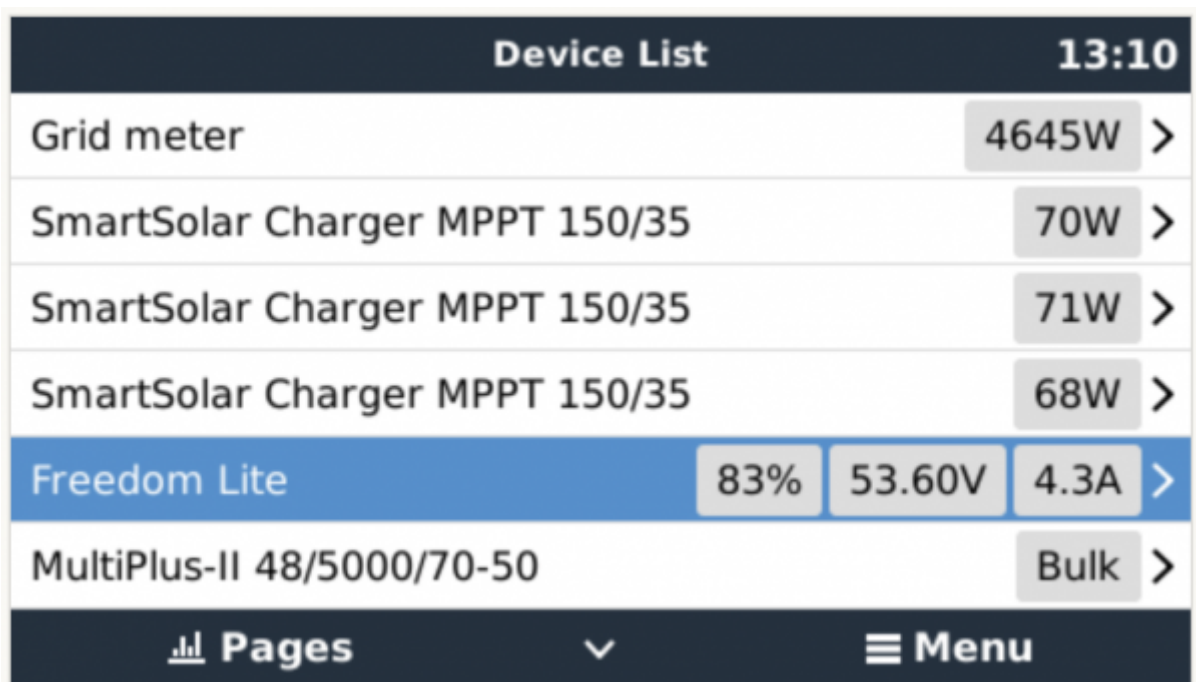 Device List 13:10
Grid meter 4645W
SmartSolar Charger MPPT 150/35 70W
SmartSolar Charger MPPT 150/35 71W
SmartSolar Charger MPPT 150/35 68W
Freedom Lite 83% 53.60V 4.3A
MultiPlus-II 48/5000/70-50 Bulk
Pages Menu